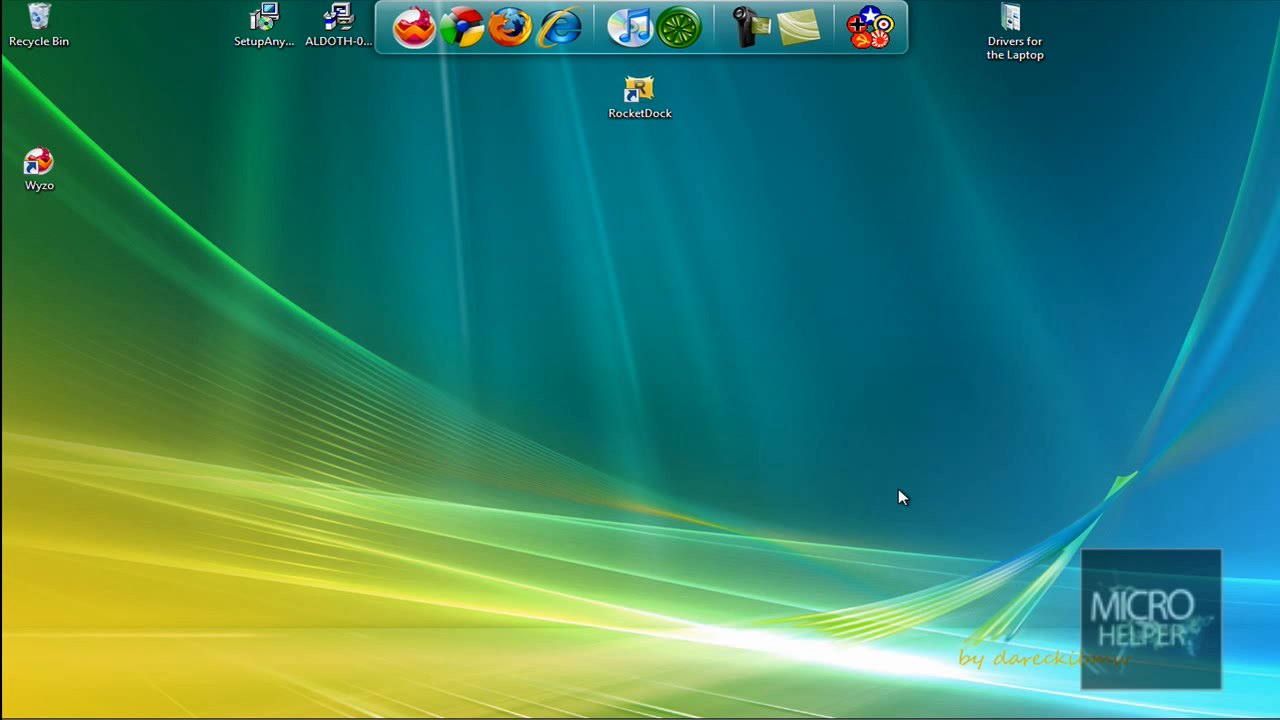 Recycle Bin
SetupAny...
ALDOTH-0...
Drivers for
the Laptop
RocketDock
Wyzo
MICRO
HELPER
by dareckibmw